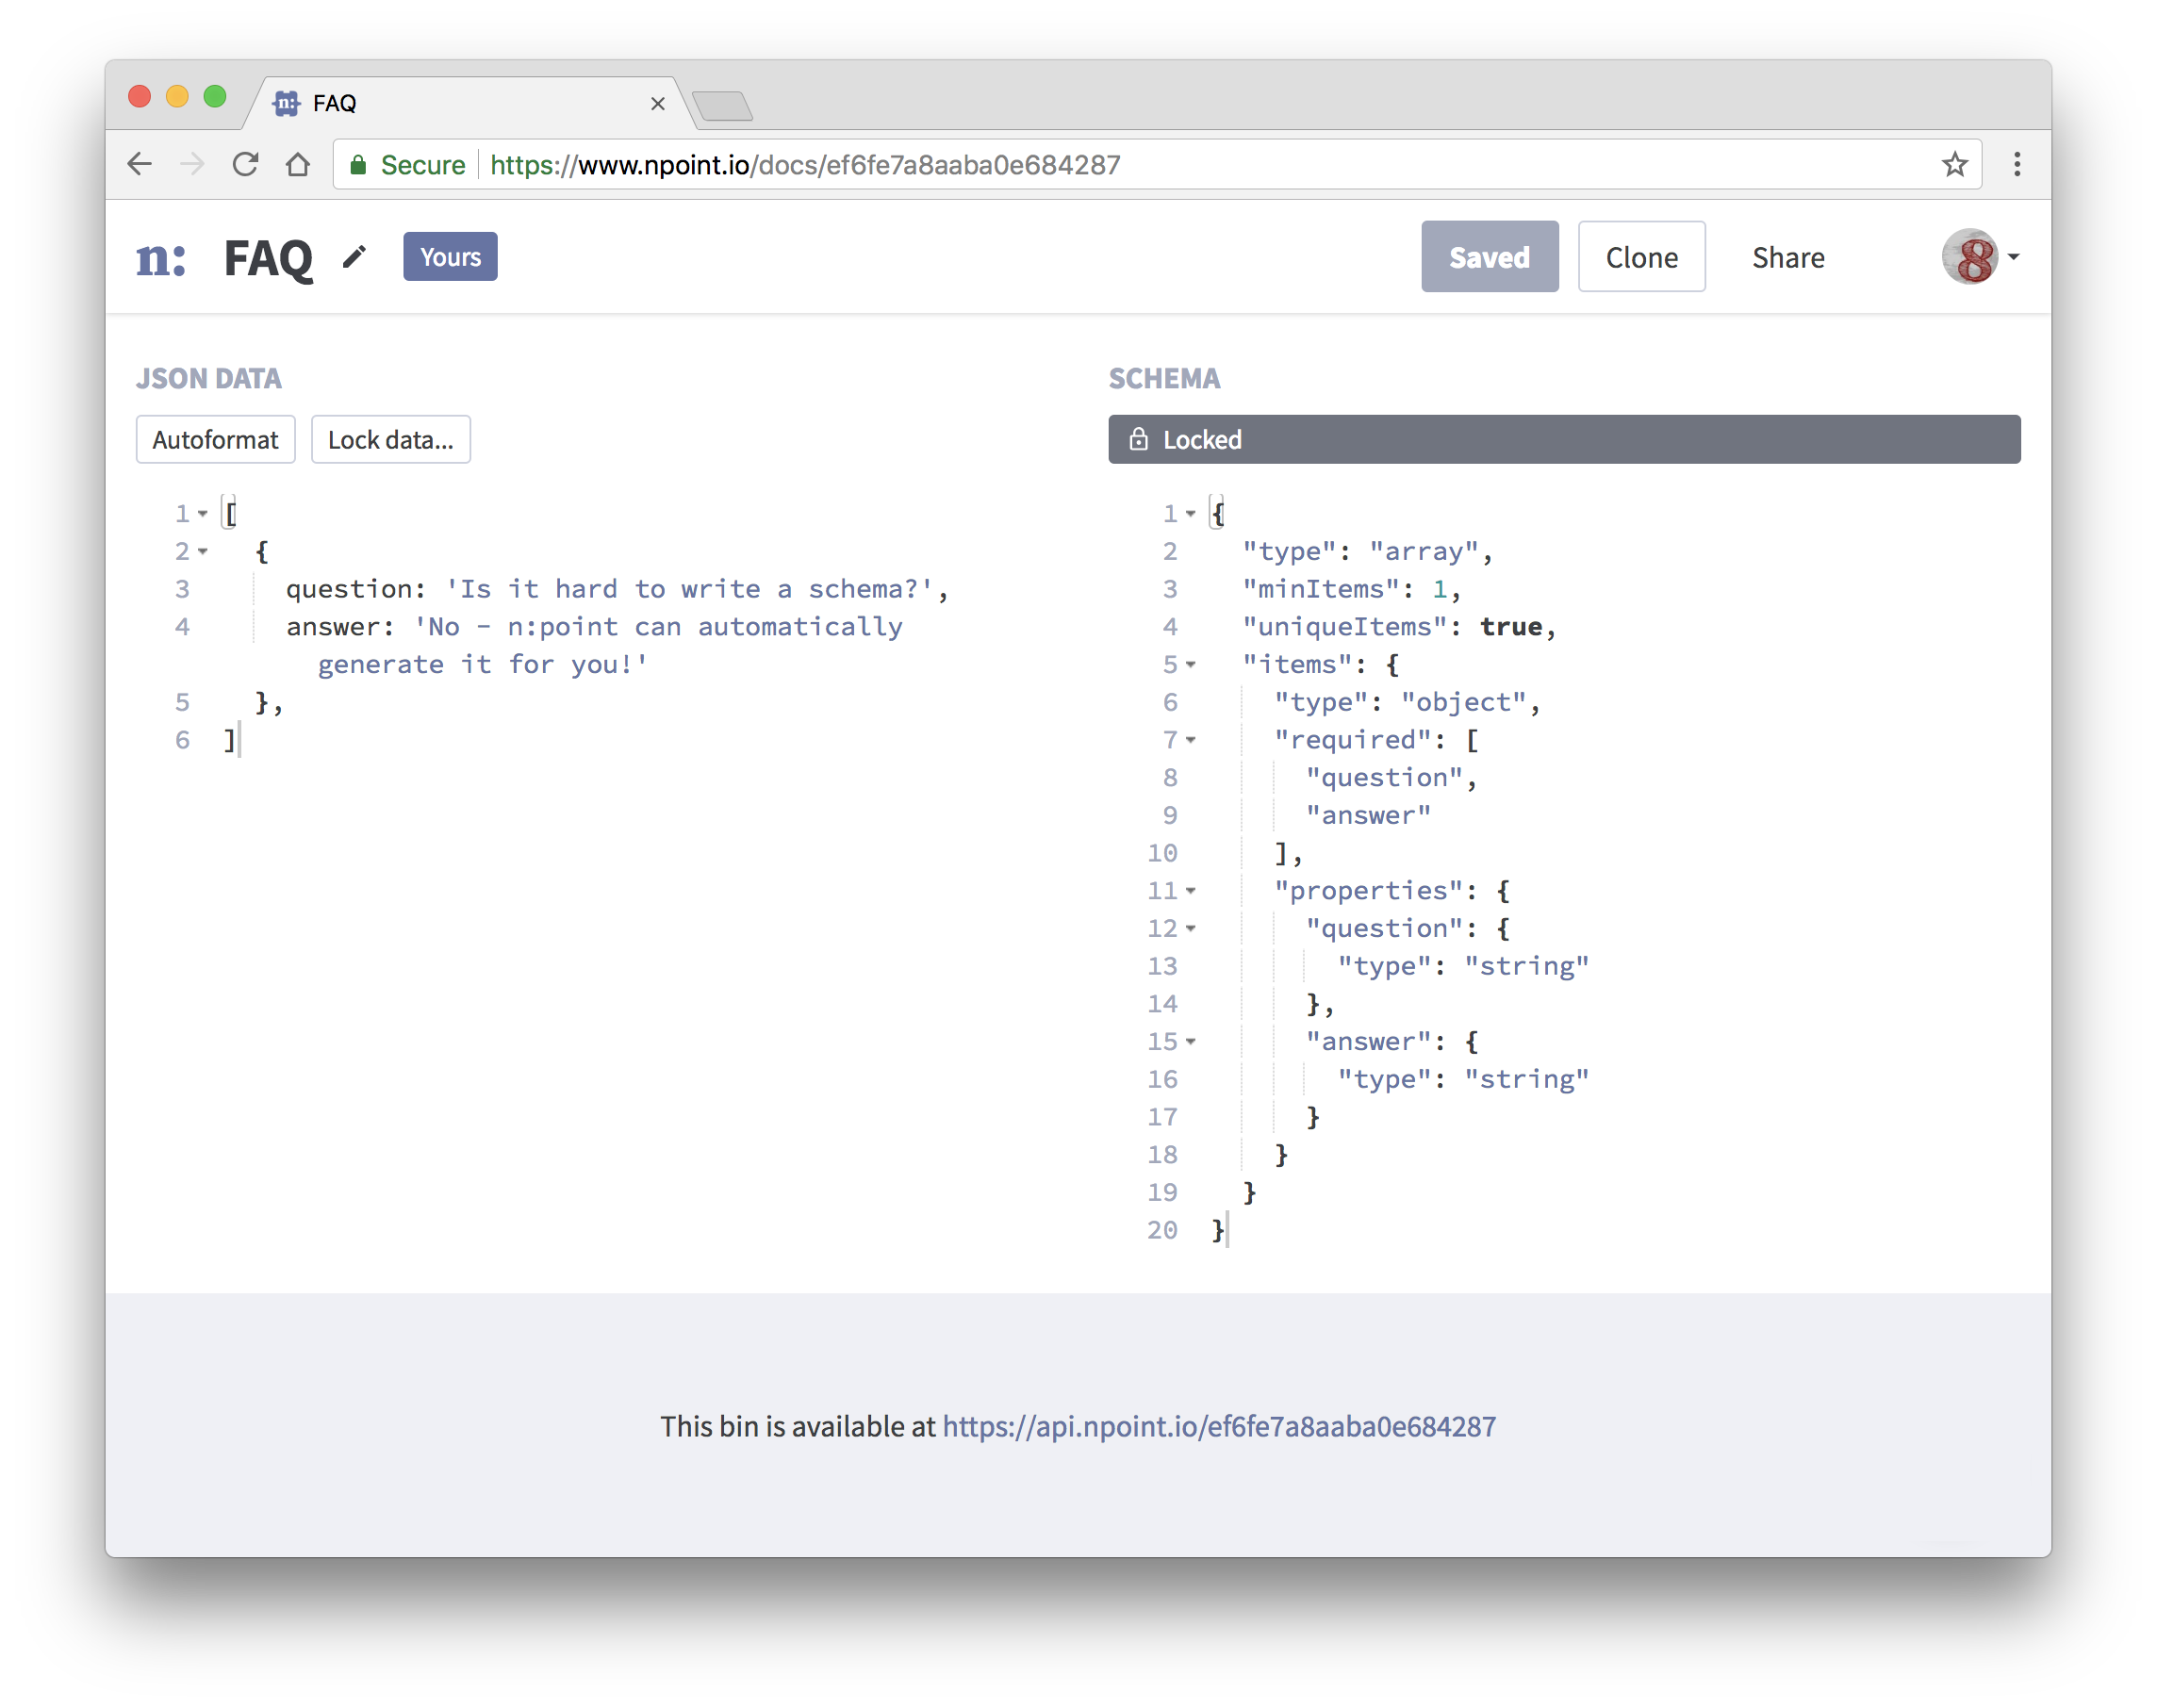 n: FAQ
Secure https://www.npoint.io/docs/ef6fe7a8aaba0e684287
n: FAQ Yours Saved Clone Share 8
JSON DATA
Autoformat Lock data...
1 [
2 {
3 question: 'Is it hard to write a schema?',
4 answer: 'No - n:point can automatically
generate it for you!'
5 },
6 ]
SCHEMA
Locked
1 {
2 "type": "array",
3 "minItems": 1,
4 "uniqueItems": true,
5 "items": {
6 "type": "object",
7 "required": [
8 "question",
9 "answer"
10 ],
11 "properties": {
12 "question": {
13 "type": "string"
14 },
15 "answer": {
16 "type": "string"
17 }
18 }
19 }
20 }
This bin is available at https://api.npoint.io/ef6fe7a8aaba0e684287